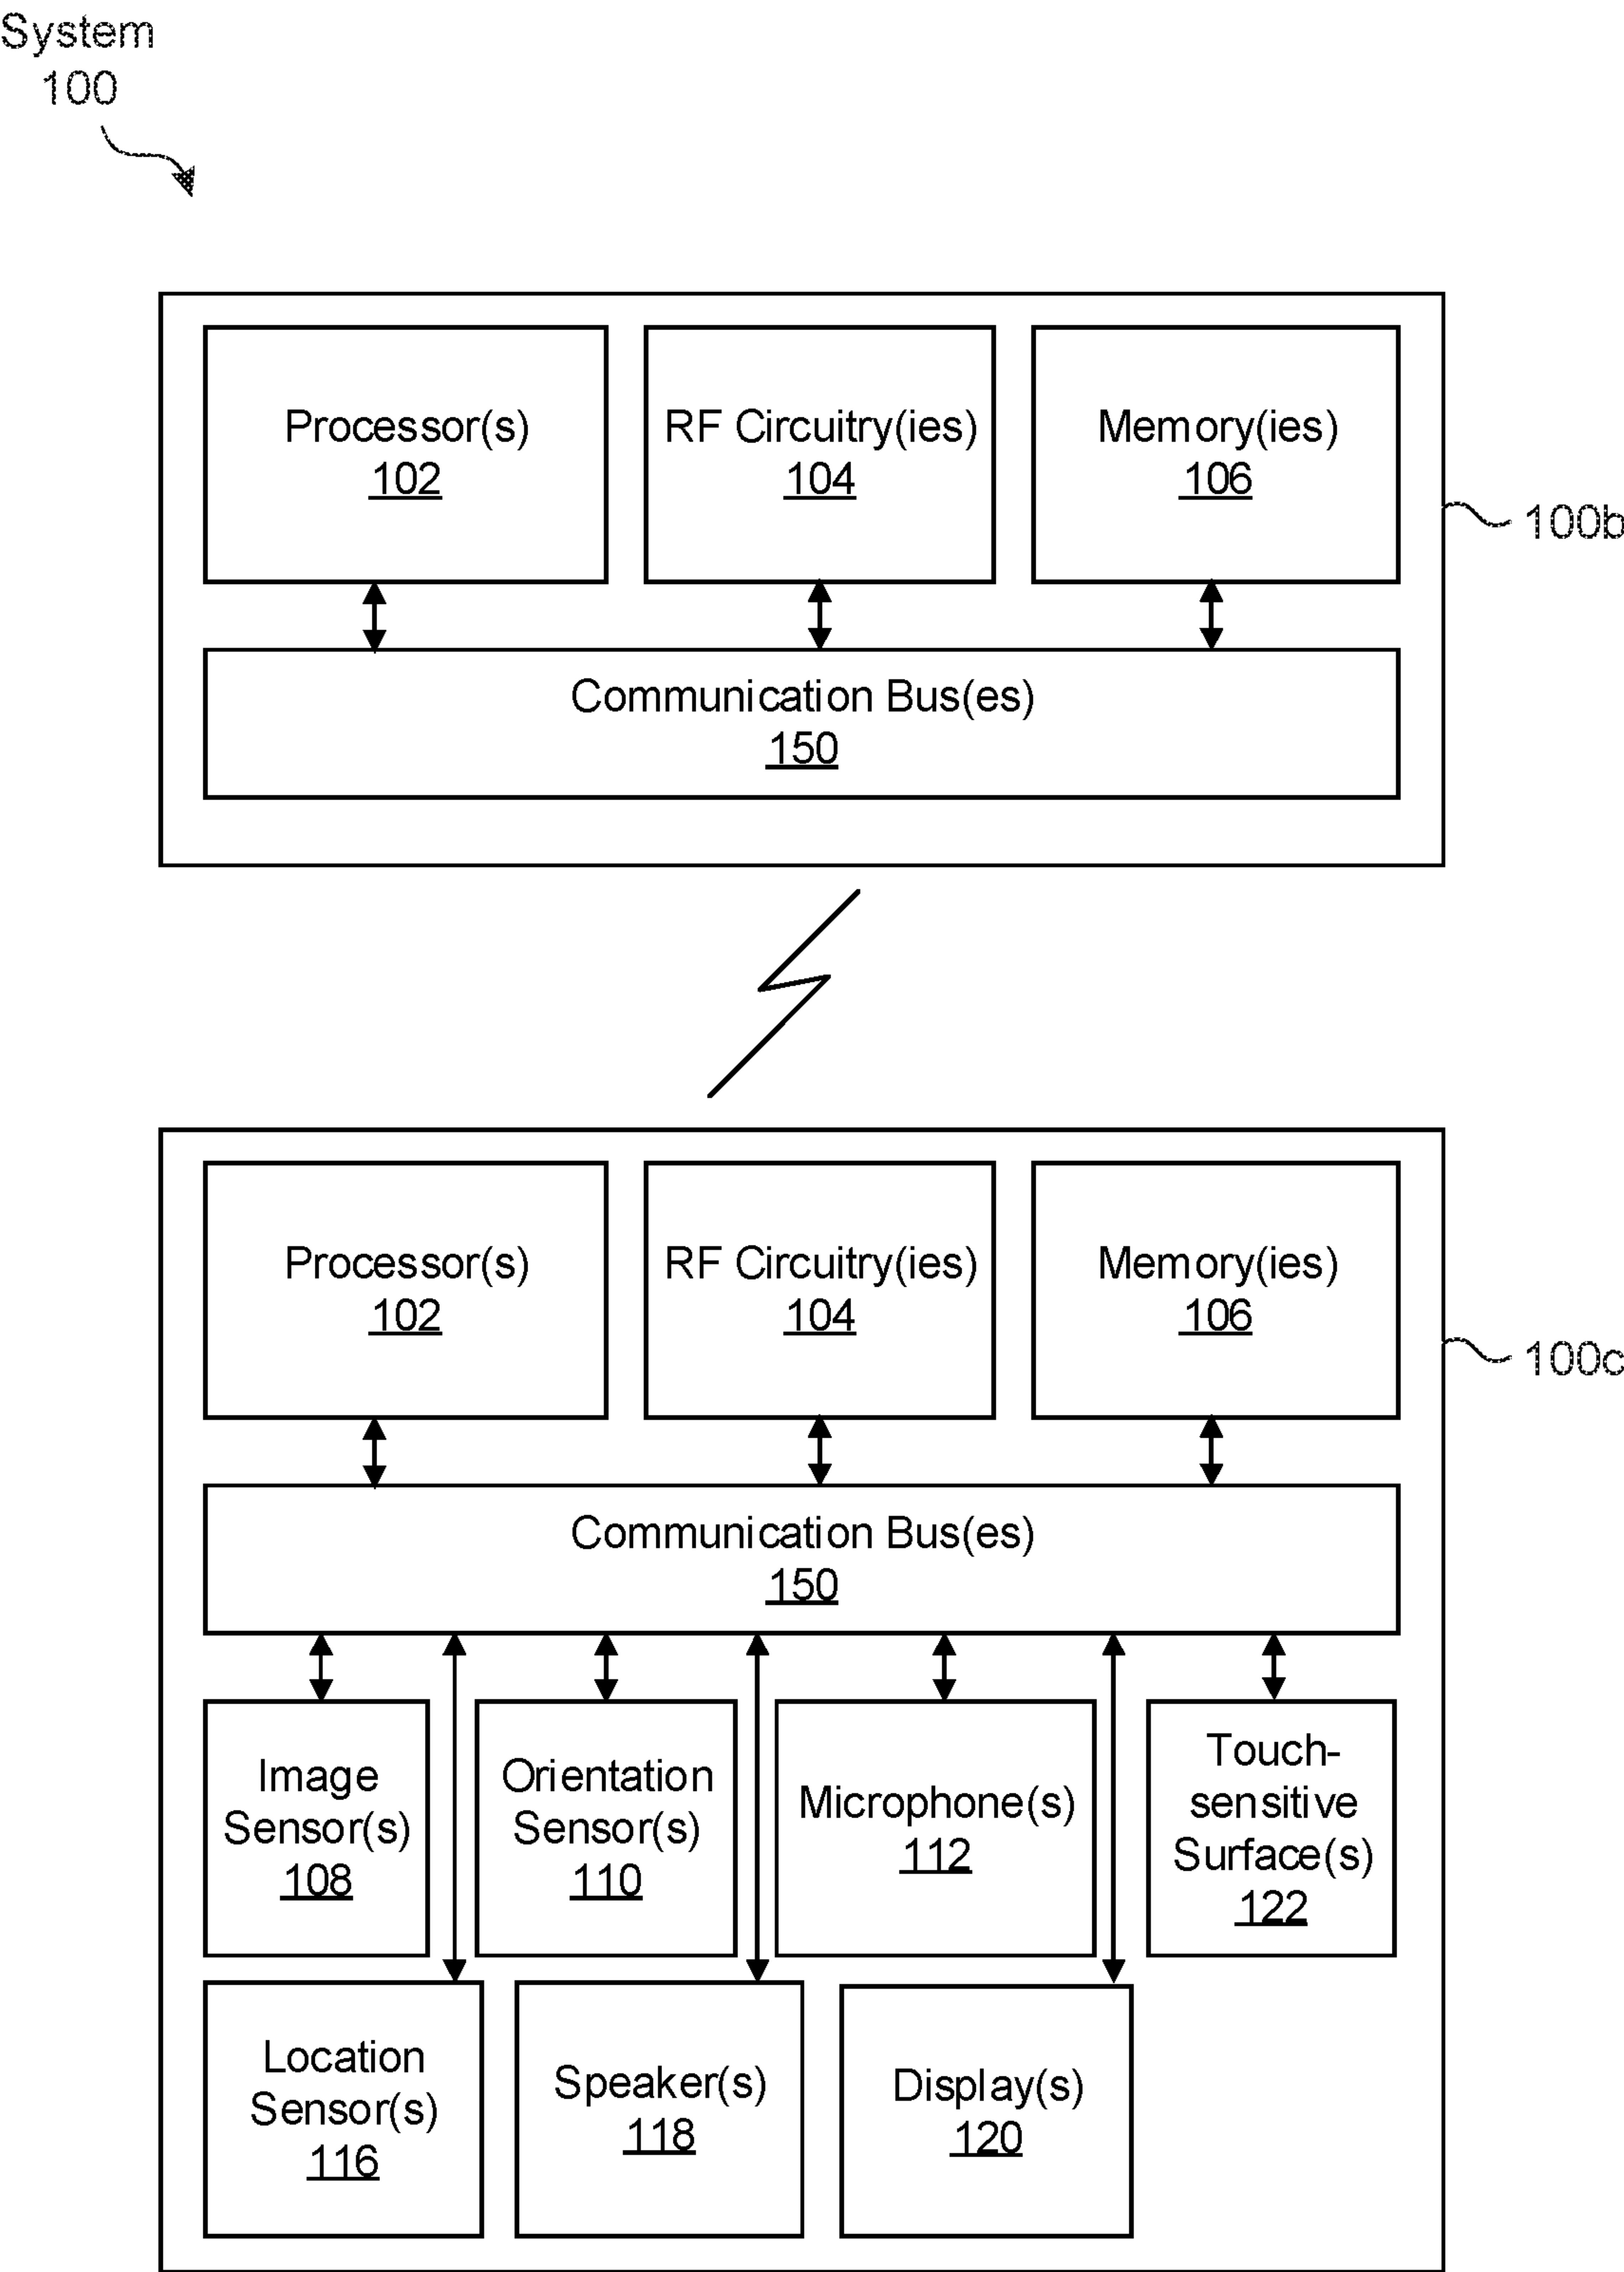 System
100
Processor(s)
102
RF Circuitry(ies)
104
Memory(ies)
106
100b
Communication Bus(es)
150
Processor(s)
102
RF Circuitry(ies)
104
Memory(ies)
106
100c
Communication Bus(es)
150
Image
Sensor(s)
108
Orientation
Sensor(s)
110
Microphone(s)
112
Touch-
sensitive
Surface(s)
122
Location
Sensor(s)
116
Speaker(s)
118
Display(s)
120